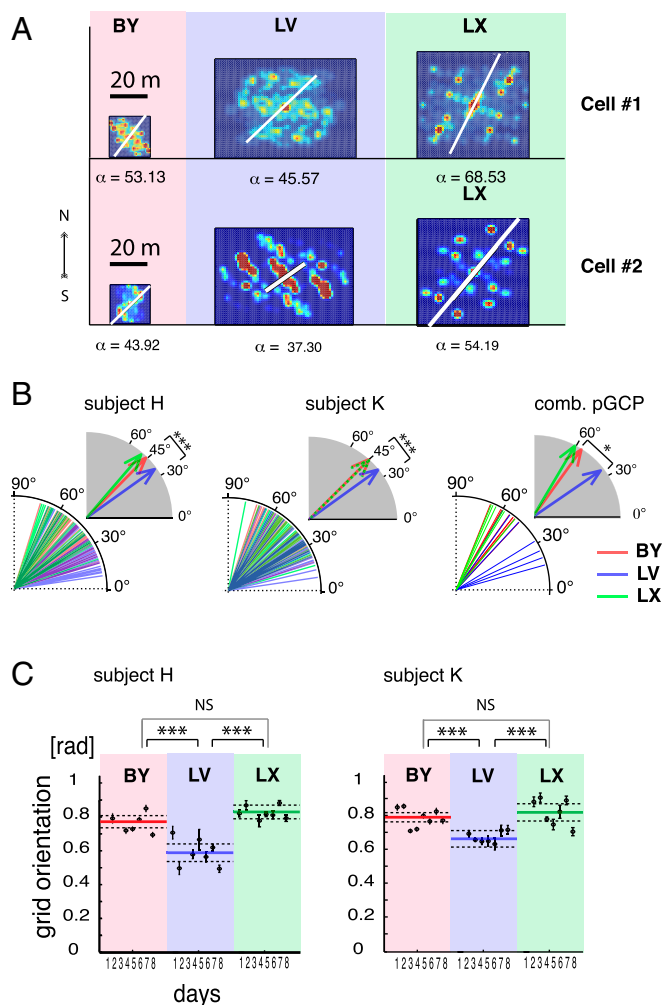 A
BY LV LX
20 m
Cell #1
α = 53.13 α = 45.57 α = 68.53
LX
N
S
20 m
Cell #2
α = 43.92 α = 37.30 α = 54.19
B
subject H subject K comb. pGCP
60° *** 45° 30° 0°
60° *** 45° 30° 0°
60° * 30° 0°
90° 60° 30° 0°
90° 60° 30° 0°
90° 60° 30° 0°
BY
LV
LX
C
subject H subject K
NS NS
*** *** *** ***
[rad]
BY LV LX BY LV LX
1 1
0.8 0.8
0.6 0.6
0.4 0.4
0.2 0.2
0 0
grid orientation
12345678 12345678 12345678 12345678 12345678 12345678
days